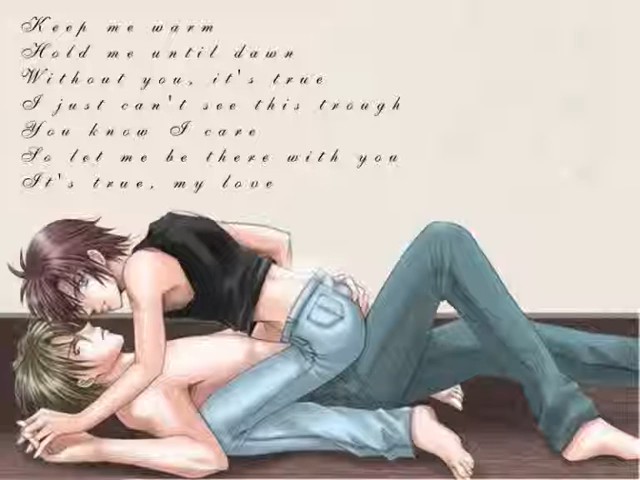 Keep me warm
Hold me until dawn
Without you, it's true
I just can't see this trough
You know I care
So let me be there with you
It's true, my love